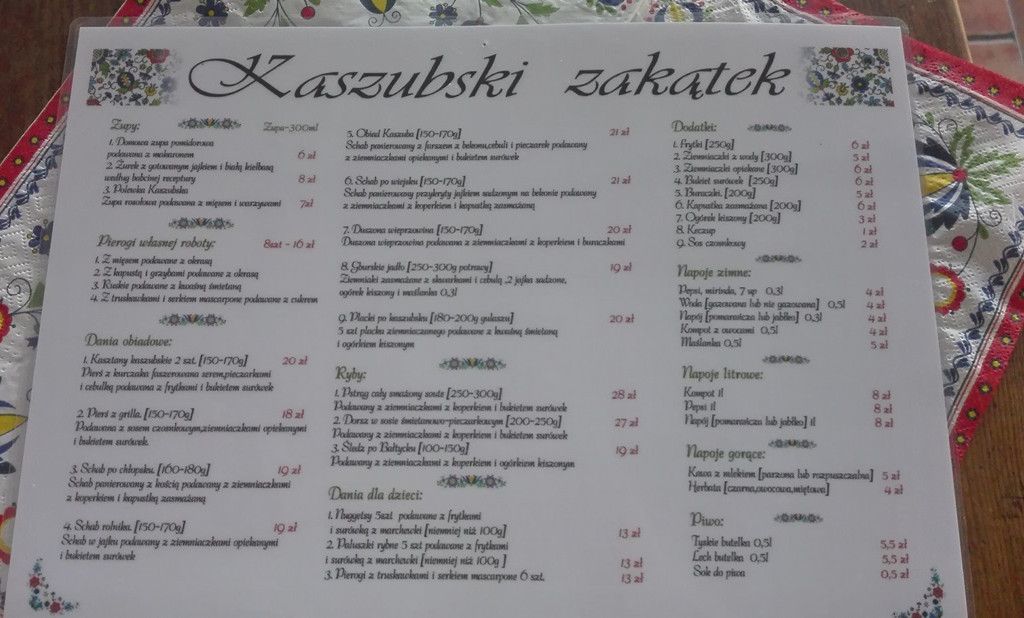 Kaszubski zakątek
Zupy: Zupa-300ml
1. Domowa zupa pomidorowa
podawana z makaronem 6 zł
2. Żurek z gotowanym jajkiem i białą kiełbasą
według babcinej receptury 8 zł
3. Polewka Kaszubska
Zupa rosołowa podawana z mięsem i warzywami 7zł
Pierogi własnej roboty: 8szt - 16 zł
1. Z mięsem podawane z okrasą
2. Z kapustą i grzybami podawane z okrasą
3. Ruskie podawane z kwaśną śmietaną
4. Z truskawkami i serkiem mascarpone podawane z cukrem
Dania obiadowe:
1. Kasztany kaszubskie 2 szt. [150-170g] 20 zł
Pierś z kurczaka faszerowana serem,pieczarkami
i cebulką podawana z frytkami i bukietem surówek
2. Pierś z grilla. [150-170g] 18 zł
Podawana z sosem czosnkowym,ziemniaczkami opiekanymi
i bukietem surówek.
3. Schab po chłopsku. [160-180g] 19 zł
Schab panierowany z kością podawany z ziemniaczkami
z koperkiem i kapustką zasmażaną
4. Schab rolnika. [150-170g] 19 zł
Schab w jajku podawany z ziemniaczkami opiekanymi
i bukietem surówek
5. Obiad Kaszuba [150-170g] 21 zł
Schab panierowany z farszem z bekonu,cebuli i pieczarek podawany
z ziemniaczkami opiekanymi i bukietem surówek
6. Schab po wiejsku [150-170g] 21 zł
Schab panierowany przykryty jajkiem sadzonym na bekonie podawany
z ziemniaczkami z koperkiem i kapustką zasmażaną
7. Duszona wieprzowina [150-170g] 20 zł
Duszona wieprzowina podawana z ziemniaczkami z koperkiem i buraczkami
8. Gburskie jadło [250-300g potrawy] 19 zł
Ziemniaki zasmażane z skwarkami i cebulą ,2 jajka sadzone,
ogórek kiszony i maślanka 0,3l
9. Placki po kaszubsku [180-200g gulaszu] 20 zł
5 szt placka ziemniaczanego podawane z kwaśną śmietaną
i ogórkiem kiszonym
Ryby:
1. Pstrąg cały smażony soute [250-300g] 28 zł
Podawany z ziemniaczkami z koperkiem i bukietem surówek
2. Dorsz w sosie śmietanowo-pieczarkowym [200-250g] 27 zł
Podawany z ziemniaczkami z koperkiem i bukietem surówek
3. Śledź po Bałtycku [100-150g] 19 zł
Podawany z ziemniaczkami z koperkiem i ogórkiem kiszonym
Dania dla dzieci:
1. Nuggetsy 5szt podawane z frytkami
i surówką z marchewki [niemniej niż 100g] 13 zł
2. Paluszki rybne 5 szt podawane z frytkami
i surówką z marchewki [niemniej niż 100g ] 13 zł
3. Pierogi z truskawkami i serkiem mascarpone 6 szt. 13 zł
Dodatki:
1. Frytki [250g] 6 zł
2. Ziemniaczki z wody [300g] 5 zł
3. Ziemniaczki opiekane [300g] 6 zł
4. Bukiet surówek [250g] 6 zł
5. Buraczki. [200g] 5 zł
6. Kapustka zasmażana [200g] 6 zł
7. Ogórek kiszony [200g] 3 zł
8. Keczup 1 zł
9. Sos czosnkowy 2 zł
Napoje zimne:
Pepsi, mirinda, 7 up 0,3l 4 zł
Woda [gazowana lub nie gazowana] 0,5l 4 zł
Napój [pomarańcza lub jabłko] 0,3l 4 zł
Kompot z owocami 0,5l 4 zł
Maślanka 0,5l 5 zł
Napoje litrowe:
Kompot 1l 8 zł
Pepsi 1l 8 zł
Napój [pomarańcza lub jabłko] 1l 8 zł
Napoje gorące:
Kawa z mlekiem [parzona lub rozpuszczalna] 5 zł
Herbata [czarna,owocowa,miętowa] 4 zł
Piwo:
Tyskie butelka 0,5l 5,5 zł
Lech butelka 0,5l 5,5 zł
Sok do piwa 0,5 zł